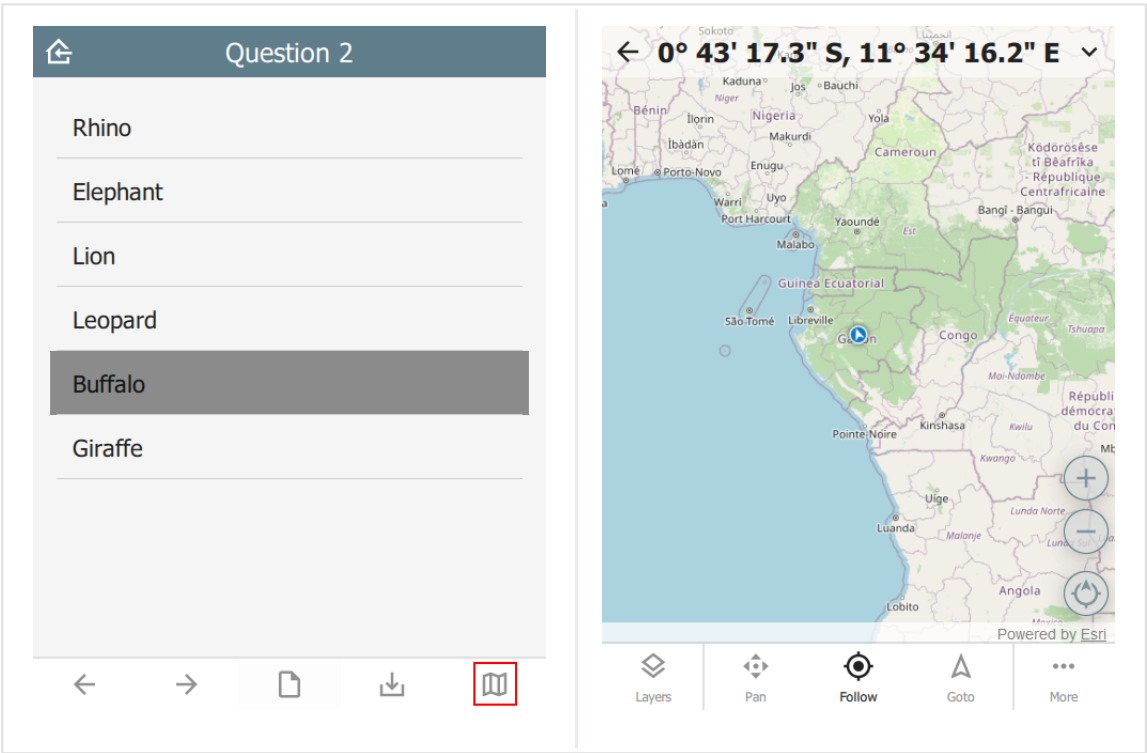 Question 2
Rhino
Elephant
Lion
Leopard
Buffalo
Giraffe
Sokoto
0° 43' 17.3" S, 11° 34' 16.2" E
Kaduna
Jos
Bauchi
Niger
Bénin
Ilorin
Nigeria
Yola
Ìbàdàn
Makurdi
Cameroun
Ködörösêse
tî Bêafrîka
- République
Centrafricaine
Lomé
Porto-Novo
Enugu
Warri
Uyo
Port Harcourt
Bangî - Bangui
Yaoundé
Est
Malabo
Guinea Ecuatorial
São Tomé
Libreville
Équateur
Tshuapa
Congo
Mai-Ndombe
Républi
démocra
du Con
Pointe-Noire
Kinshasa
Kwilu
Kwango
Uíge
Lunda Norte
Luanda
Malanje
Angola
Lobito
Powered by Esri
Layers
Pan
Follow
Goto
More